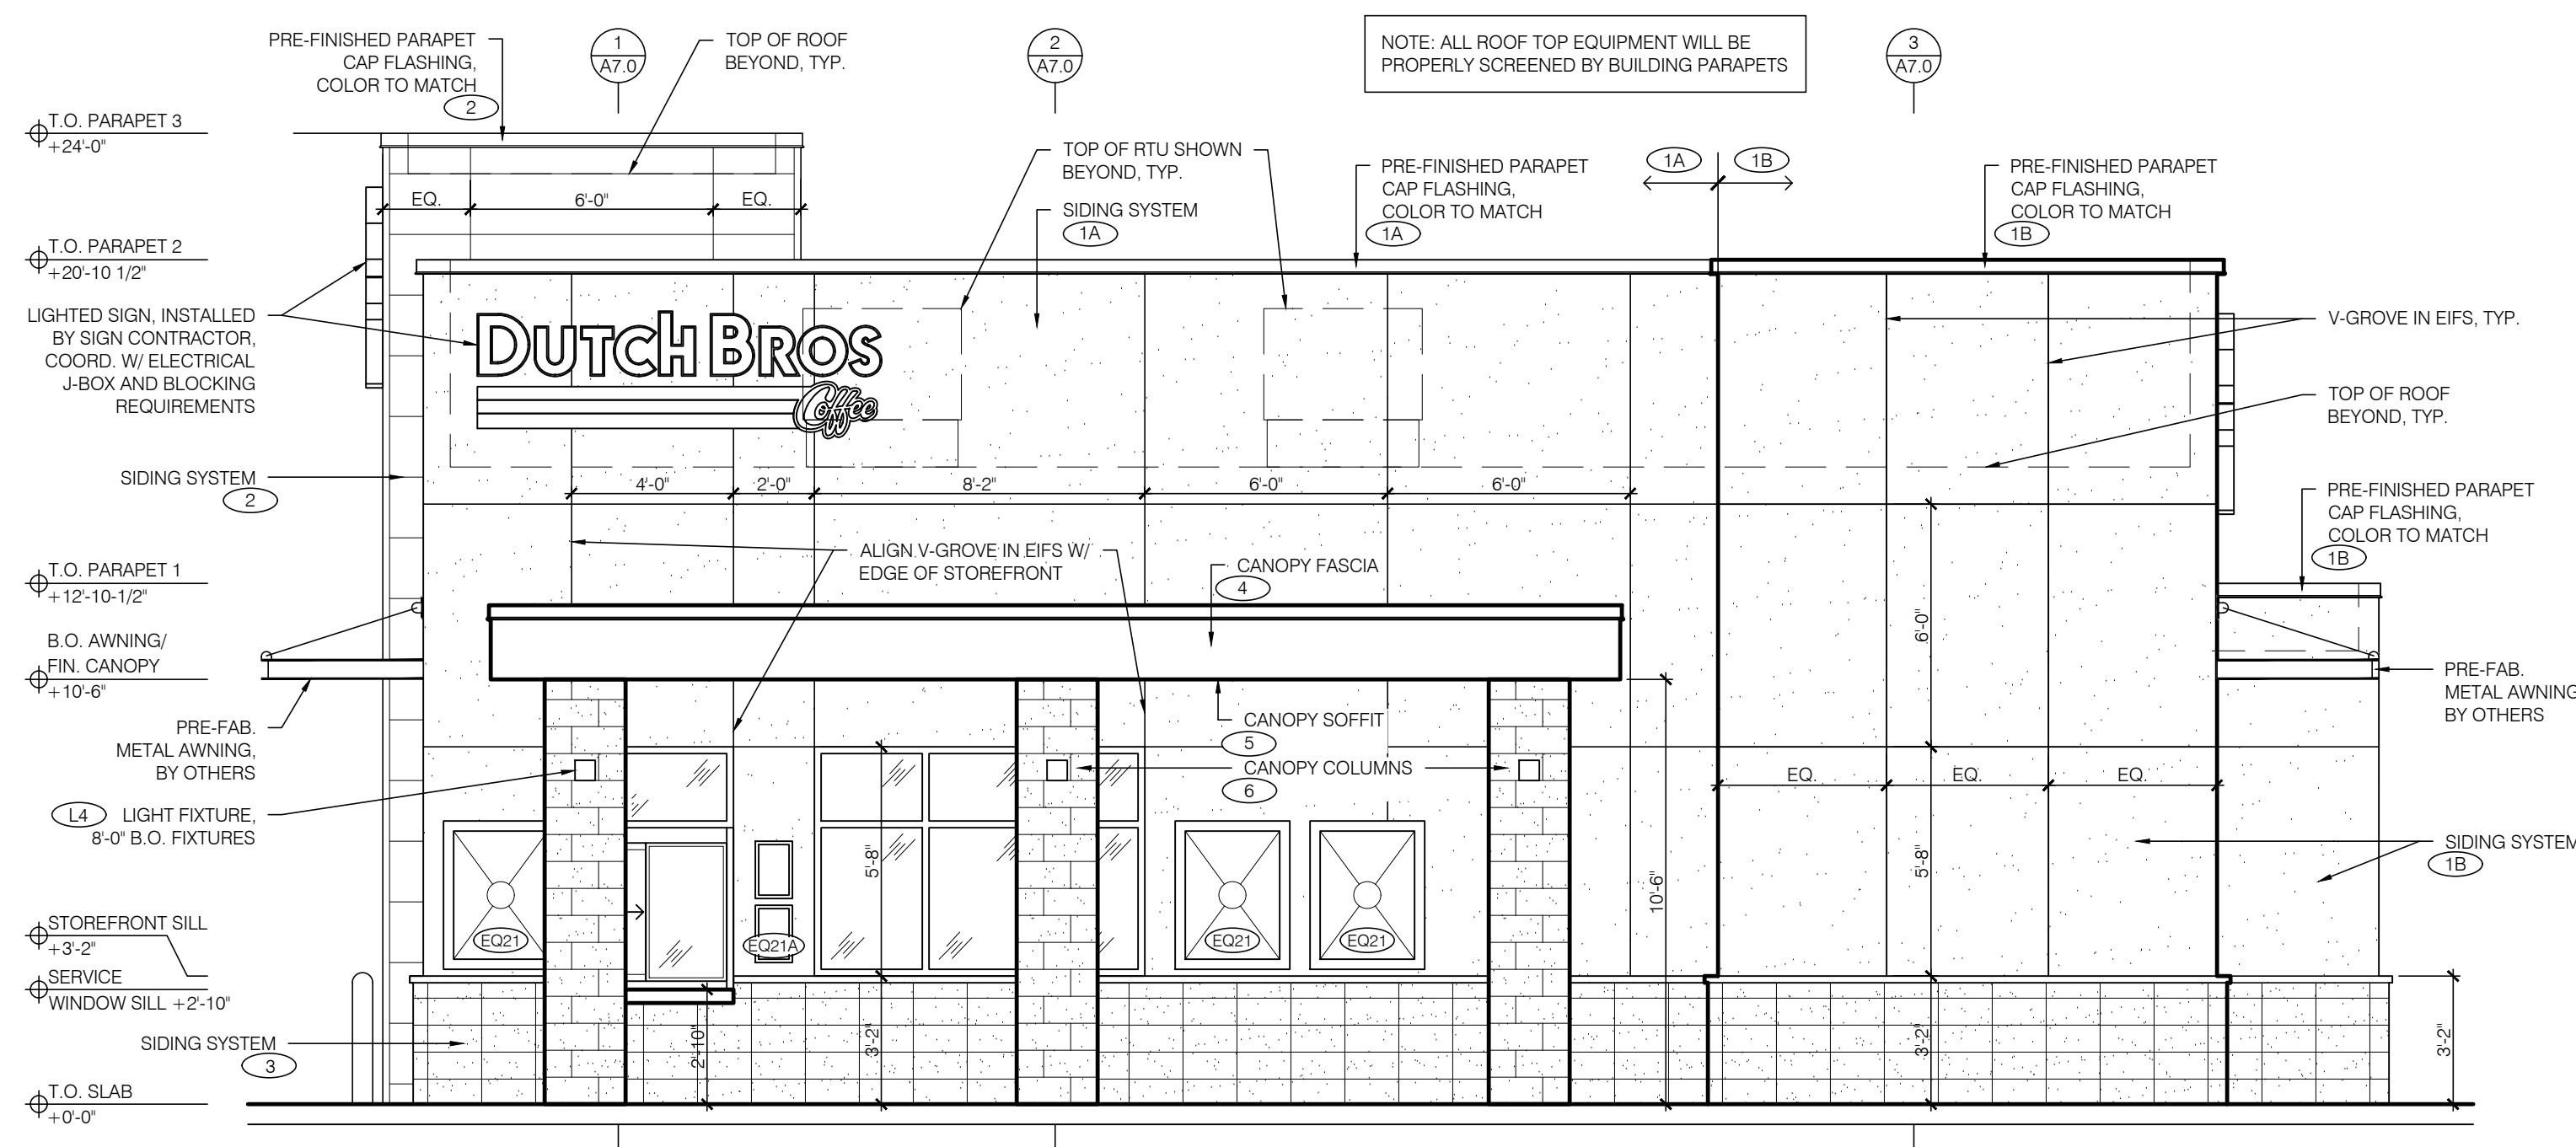 PRE-FINISHED PARAPET
CAP FLASHING,
COLOR TO MATCH
2
1
A7.0
TOP OF ROOF
BEYOND, TYP.
2
A7.0
NOTE: ALL ROOF TOP EQUIPMENT WILL BE
PROPERLY SCREENED BY BUILDING PARAPETS
3
A7.0
T.O. PARAPET 3
+24'-0"
TOP OF RTU SHOWN
BEYOND, TYP.
PRE-FINISHED PARAPET
CAP FLASHING,
COLOR TO MATCH
1A
1A
1B
PRE-FINISHED PARAPET
CAP FLASHING,
COLOR TO MATCH
1B
EQ.
6'-0"
EQ.
SIDING SYSTEM
1A
T.O. PARAPET 2
+20'-10 1/2"
LIGHTED SIGN, INSTALLED
BY SIGN CONTRACTOR,
COORD. W/ ELECTRICAL
J-BOX AND BLOCKING
REQUIREMENTS
DUTCH BROS
Coffee
V-GROVE IN EIFS, TYP.
TOP OF ROOF
BEYOND, TYP.
SIDING SYSTEM
2
4'-0"
2'-0"
8'-2"
6'-0"
6'-0"
PRE-FINISHED PARAPET
CAP FLASHING,
COLOR TO MATCH
1B
T.O. PARAPET 1
+12'-10-1/2"
ALIGN V-GROVE IN EIFS W/
EDGE OF STOREFRONT
CANOPY FASCIA
4
B.O. AWNING/
FIN. CANOPY
+10'-6"
6'-0"
PRE-FAB.
METAL AWNING,
BY OTHERS
CANOPY SOFFIT
5
CANOPY COLUMNS
6
PRE-FAB.
METAL AWNING
BY OTHERS
EQ.
EQ.
EQ.
L4
LIGHT FIXTURE,
8'-0" B.O. FIXTURES
5'-8"
10'-6"
5'-8"
SIDING SYSTEM
1B
EQ21
EQ21A
EQ21
EQ21
STOREFRONT SILL
+3'-2"
SERVICE
WINDOW SILL +2'-10"
SIDING SYSTEM
3
2'-10"
3'-2"
3'-2"
3'-2"
T.O. SLAB
+0'-0"